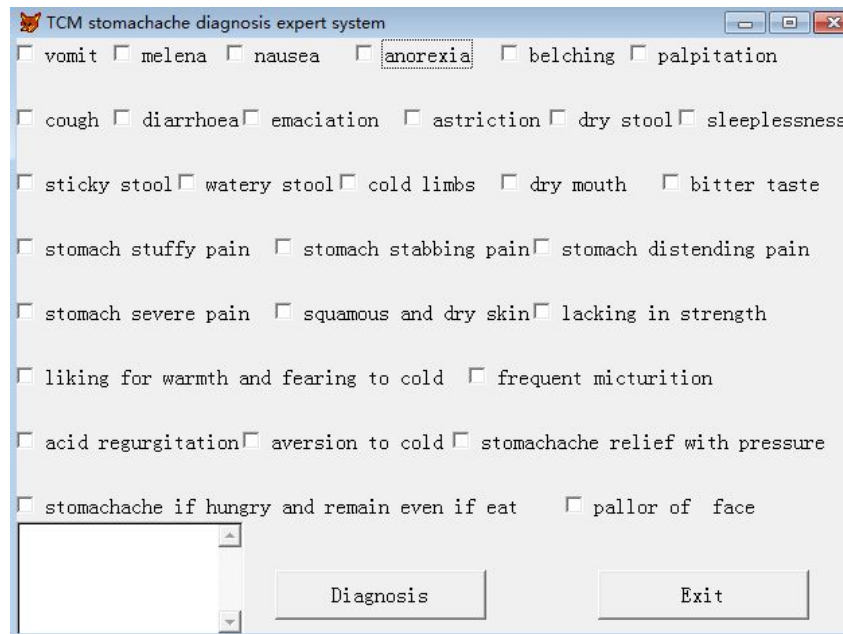 TCM stomachache diagnosis expert system
vomit melena nausea anorexia belching palpitation
cough diarrhoea emaciation astriction dry stool sleeplessness
sticky stool watery stool cold limbs dry mouth bitter taste
stomach stuffy pain stomach stabbing pain stomach distending pain
stomach severe pain squamous and dry skin lacking in strength
liking for warmth and fearing to cold frequent micturition
acid regurgitation aversion to cold stomachache relief with pressure
stomachache if hungry and remain even if eat pallor of face
Diagnosis Exit